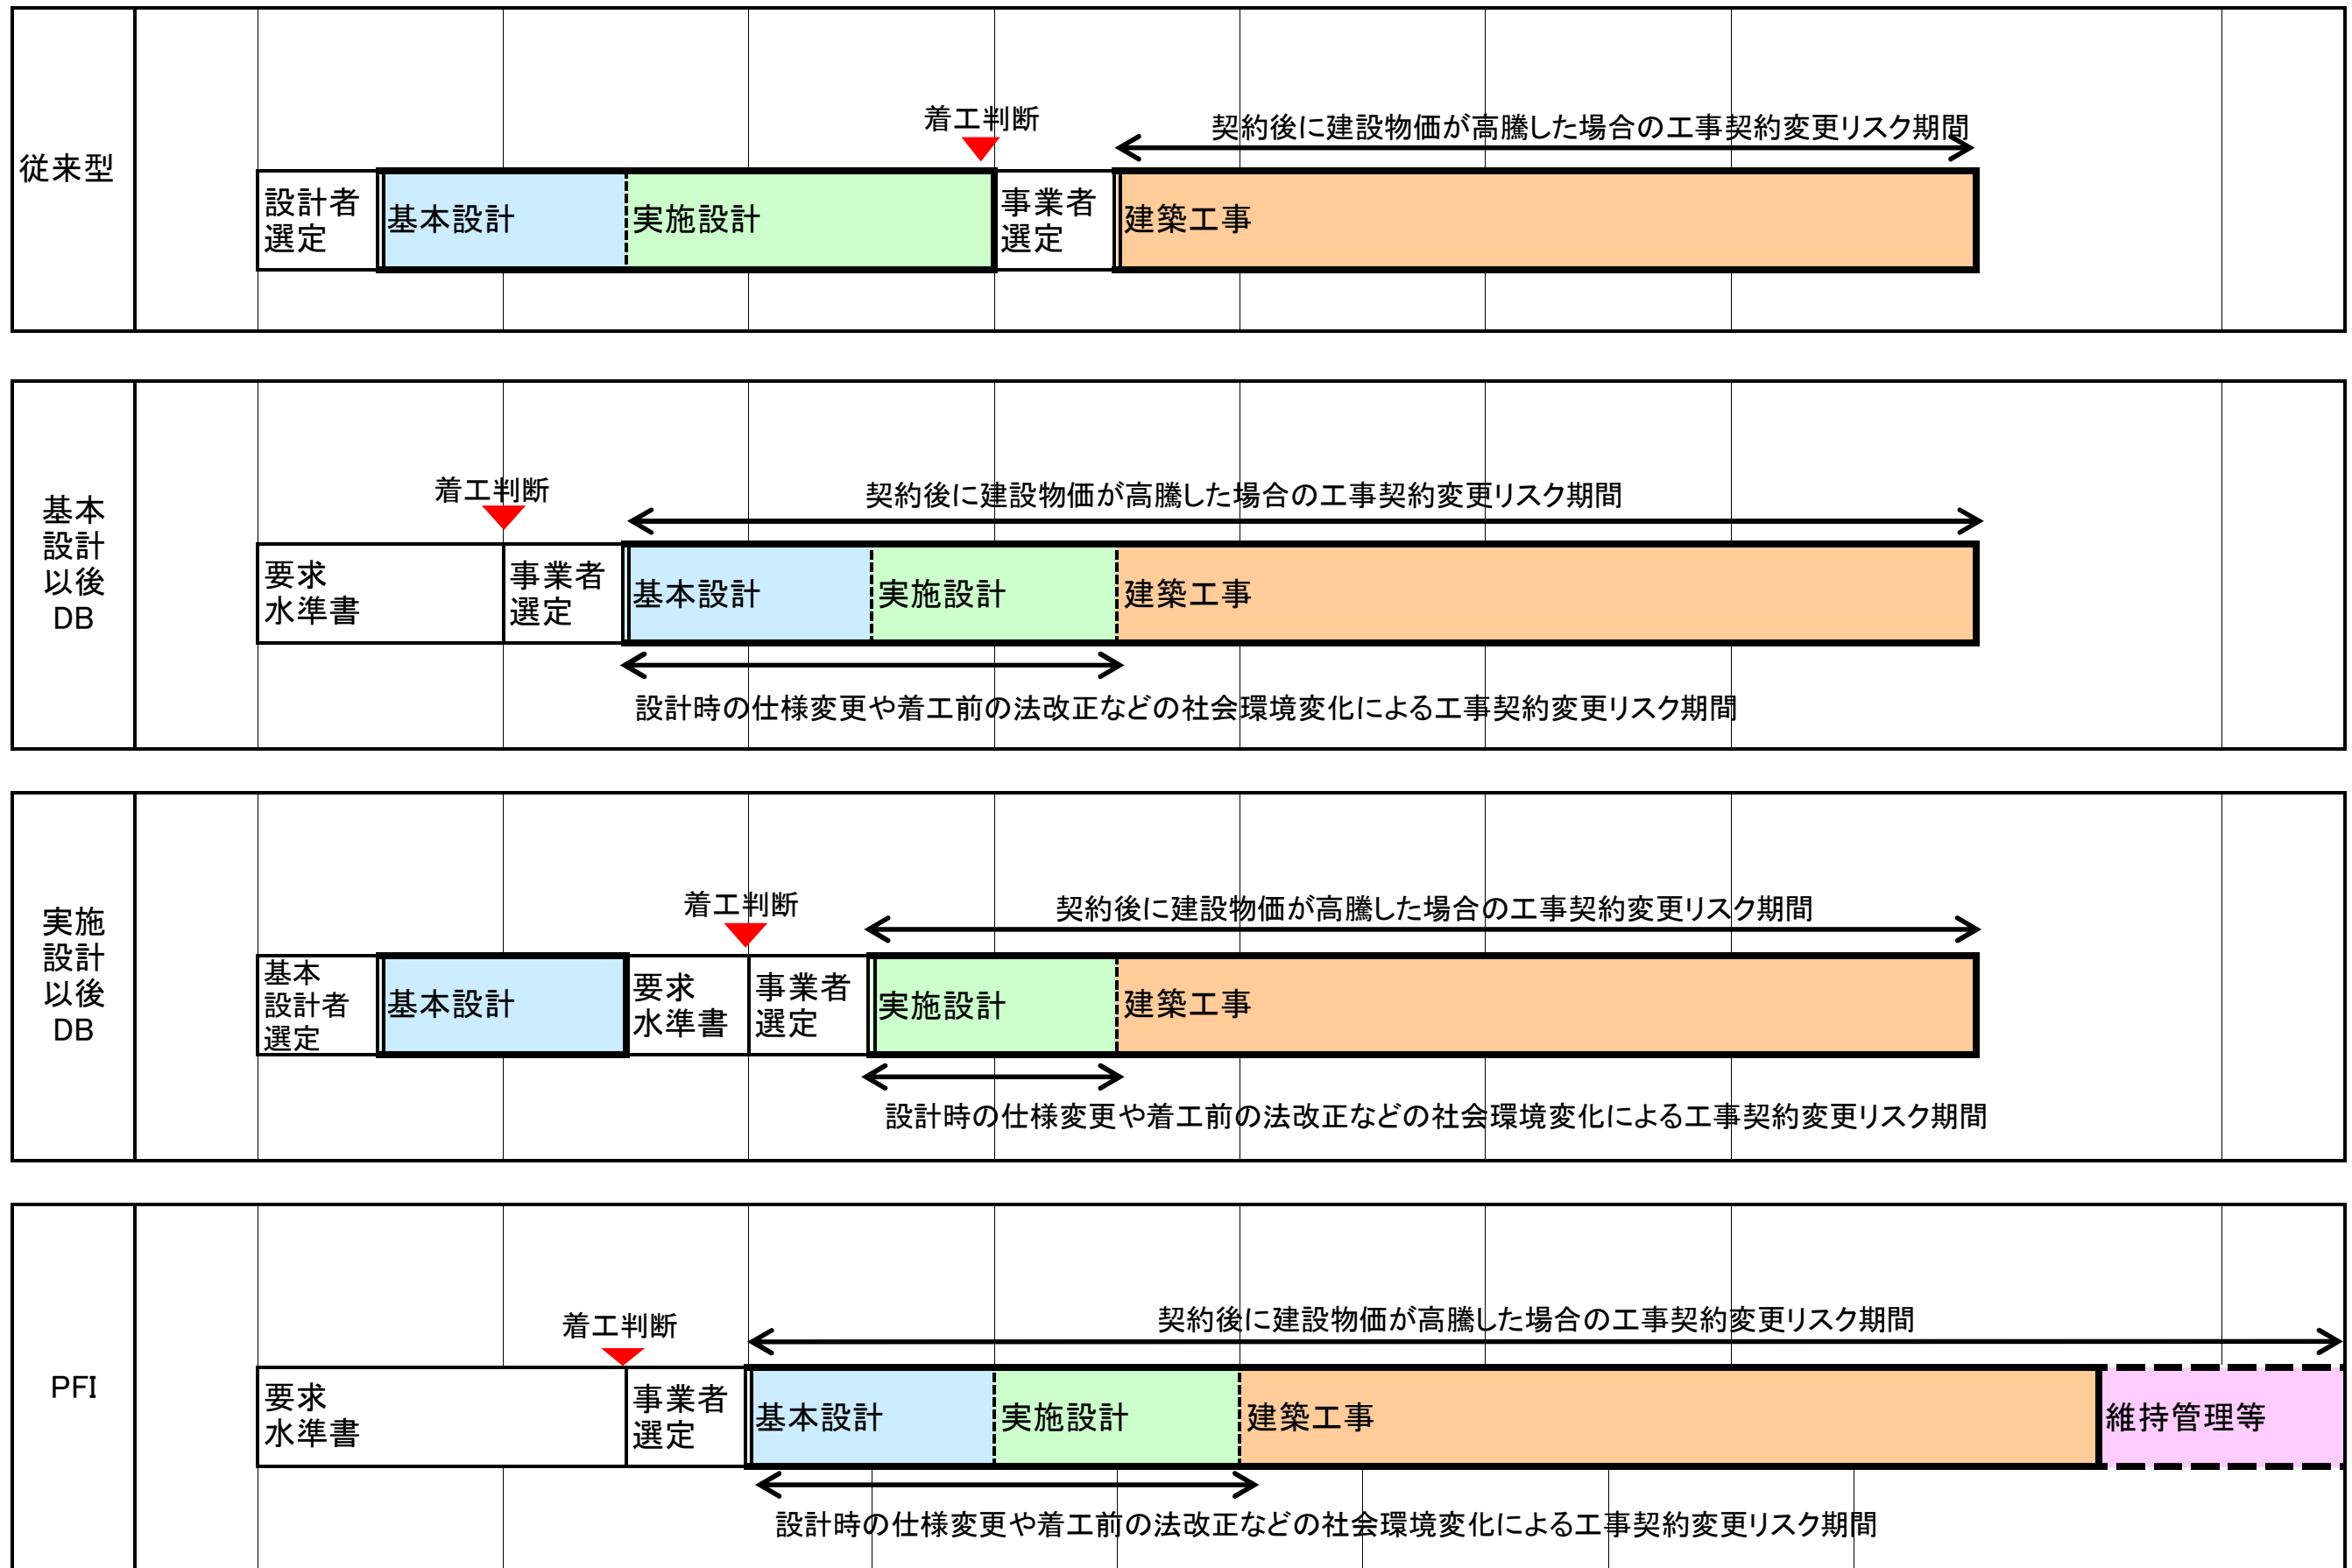 従来型
着工判断
契約後に建設物価が高騰した場合の工事契約変更リスク期間
設計者
選定
基本設計
実施設計
事業者
選定
建築工事
基本
設計
以後
DB
着工判断
契約後に建設物価が高騰した場合の工事契約変更リスク期間
要求
水準書
事業者
選定
基本設計
実施設計
建築工事
設計時の仕様変更や着工前の法改正などの社会環境変化による工事契約変更リスク期間
実施
設計
以後
DB
着工判断
契約後に建設物価が高騰した場合の工事契約変更リスク期間
基本
設計者
選定
基本設計
要求
水準書
事業者
選定
実施設計
建築工事
設計時の仕様変更や着工前の法改正などの社会環境変化による工事契約変更リスク期間
PFI
着工判断
契約後に建設物価が高騰した場合の工事契約変更リスク期間
要求
水準書
事業者
選定
基本設計
実施設計
建築工事
維持管理等
設計時の仕様変更や着工前の法改正などの社会環境変化による工事契約変更リスク期間